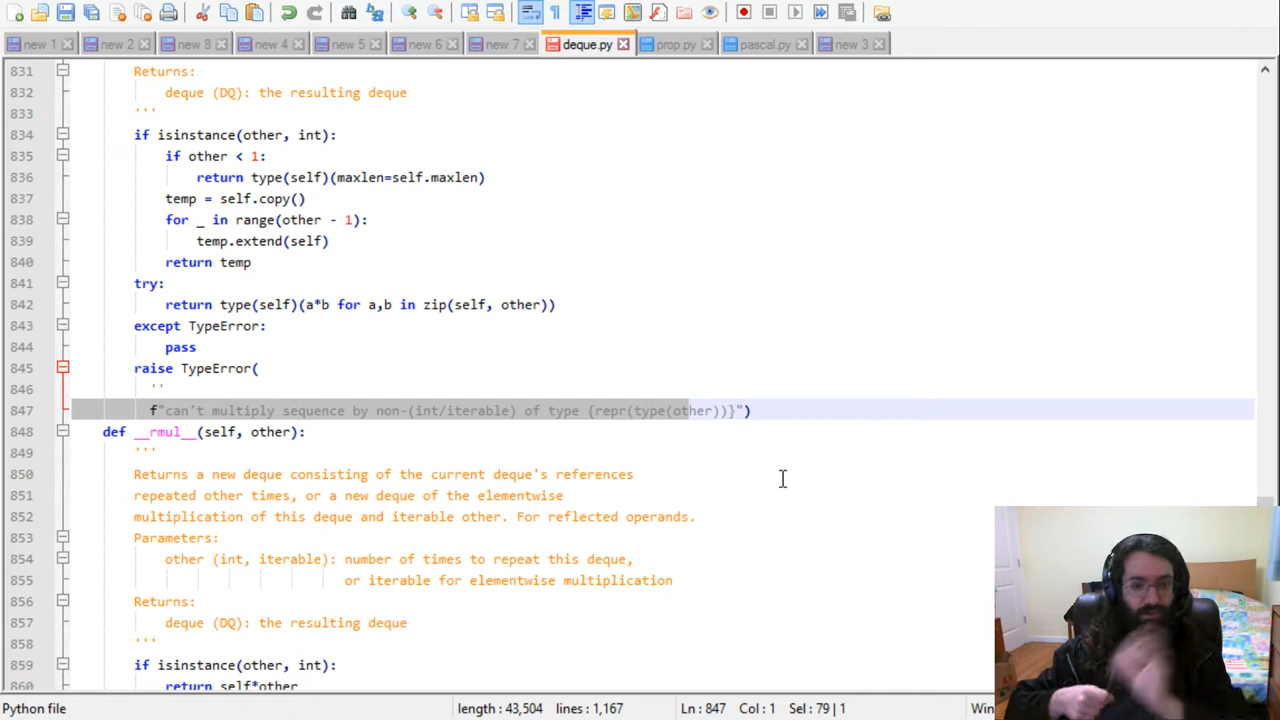 new 1 new 2 new 8 new 4 new 5 new 6 new 7 deque.py prop.py pascal.py new 3
831 Returns:
832 deque (DQ): the resulting deque
833 '''
834 if isinstance(other, int):
835 if other < 1:
836 return type(self)(maxlen=self.maxlen)
837 temp = self.copy()
838 for _ in range(other - 1):
839 temp.extend(self)
840 return temp
841 try:
842 return type(self)(a*b for a,b in zip(self, other))
843 except TypeError:
844 pass
845 raise TypeError(
846 ''
847 f"can't multiply sequence by non-(int/iterable) of type {repr(type(other))}")
848 def __rmul__(self, other):
849 '''
850 Returns a new deque consisting of the current deque's references
851 repeated other times, or a new deque of the elementwise
852 multiplication of this deque and iterable other. For reflected operands.
853 Parameters:
854 other (int, iterable): number of times to repeat this deque,
855 or iterable for elementwise multiplication
856 Returns:
857 deque (DQ): the resulting deque
858 '''
859 if isinstance(other, int):
860 return self*other
Python file length : 43,504 lines : 1,167 Ln : 847 Col : 1 Sel : 79 | 1 Win